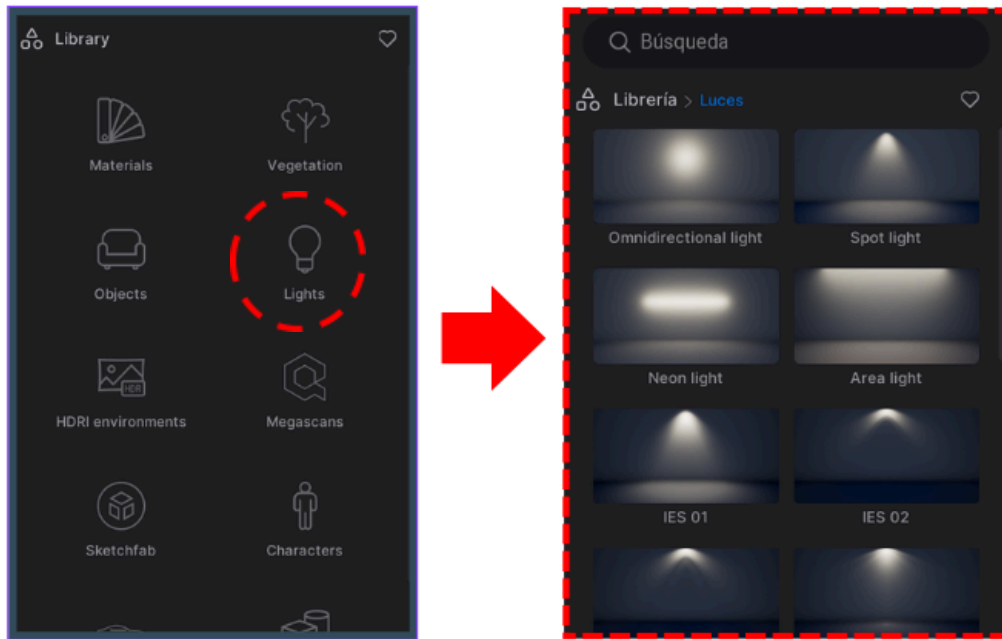 Library
Materials
Vegetation
Objects
Lights
HDRI environments
HDRI
Megascans
Sketchfab
Characters
Búsqueda
Librería > Luces
Omnidirectional light
Spot light
Neon light
Area light
IES 01
IES 02